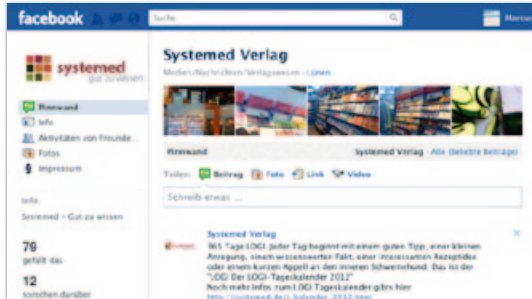 facebook
Suche
Marcus
systemed
gut zu wissen
Systemed Verlag
Medien/Nachrichten/Verlagswesen · Lünen
Pinnwand
Info
Aktivitäten von Freunde...
Fotos
Impressum
Pinnwand
Systemed Verlag · Alle (Beliebte Beiträge)
Teilen: Beitrag Foto Link Video
Schreib etwas ...
Info
Systemed – Gut zu wissen
79
gefällt das
12
sprechen darüber
Systemed Verlag
365 Tage LOGI. Jeder Tag beginnt mit einem guten Tipp, einer kleinen
Anregung, einem wissenswerten Fakt, einer interessanten Rezeptidee
oder einem kurzen Appell an den inneren Schweinehund. Das ist der
"LOGI Der LOGI-Tageskalender 2012"
Noch mehr Infos zum LOGI Tageskalender gibts hier